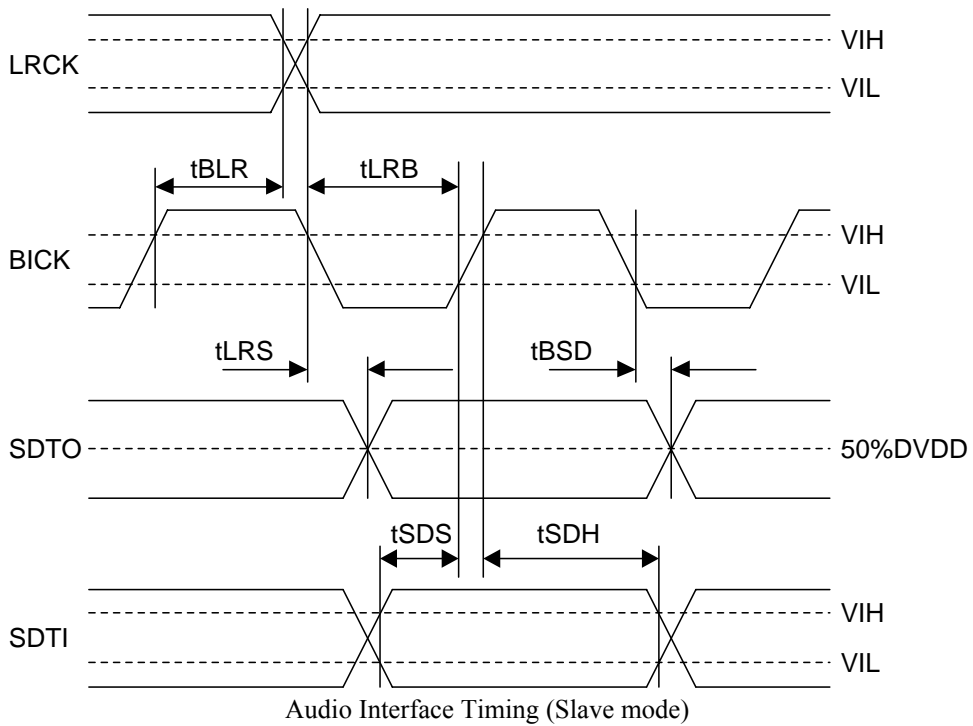 LRCK
VIH
VIL
tBLR
tLRB
BICK
VIH
VIL
tLRS
tBSD
SDTO
50%DVDD
tSDS
tSDH
SDTI
VIH
VIL
Audio Interface Timing (Slave mode)